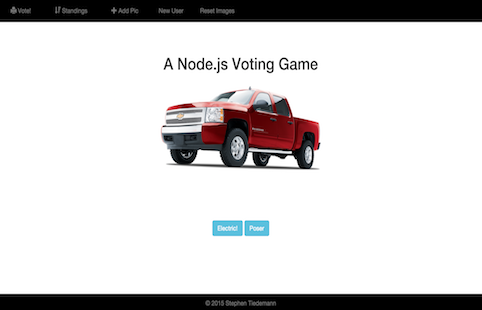 Vote!
Standings
Add Pic
New User
Reset Images
A Node.js Voting Game
Electric!
Poser
© 2015 Stephen Tiedemann